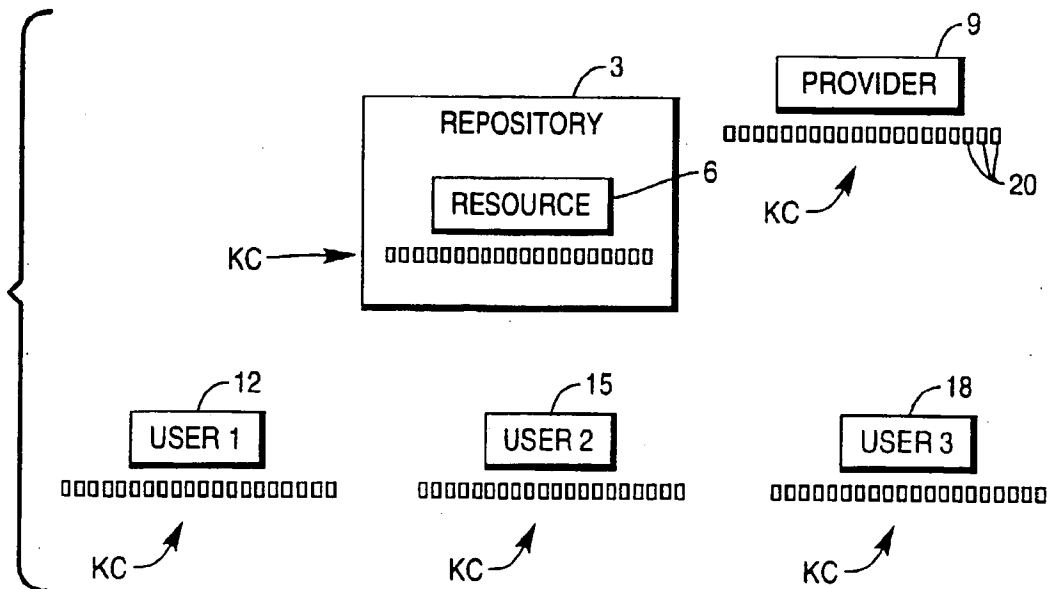 9
PROVIDER
3
REPOSITORY
6
RESOURCE
20
KC
KC
12
USER 1
15
USER 2
18
USER 3
KC
KC
KC